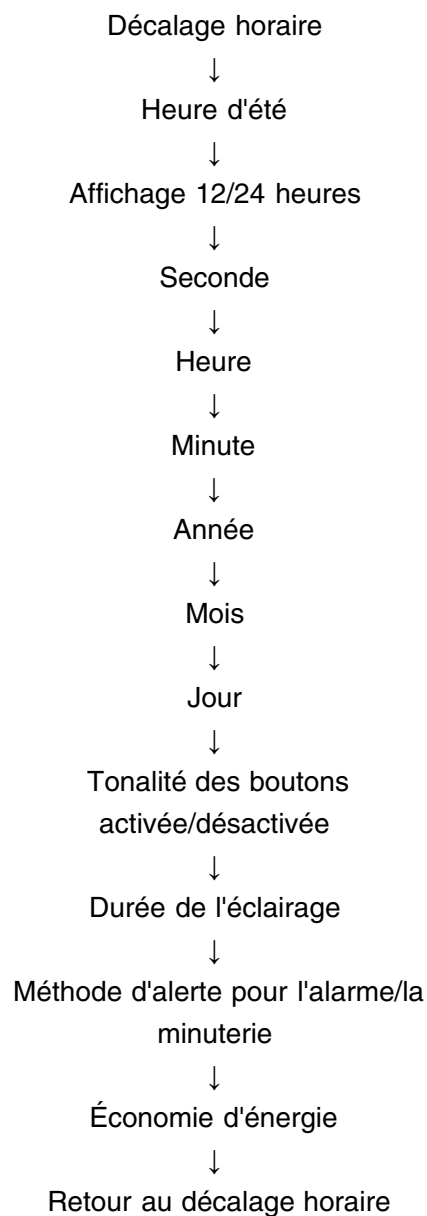 Décalage horaire
↓
Heure d'été
↓
Affichage 12/24 heures
↓
Seconde
↓
Heure
↓
Minute
↓
Année
↓
Mois
↓
Jour
↓
Tonalité des boutons
activée/désactivée
↓
Durée de l'éclairage
↓
Méthode d'alerte pour l'alarme/la
minuterie
↓
Économie d'énergie
↓
Retour au décalage horaire